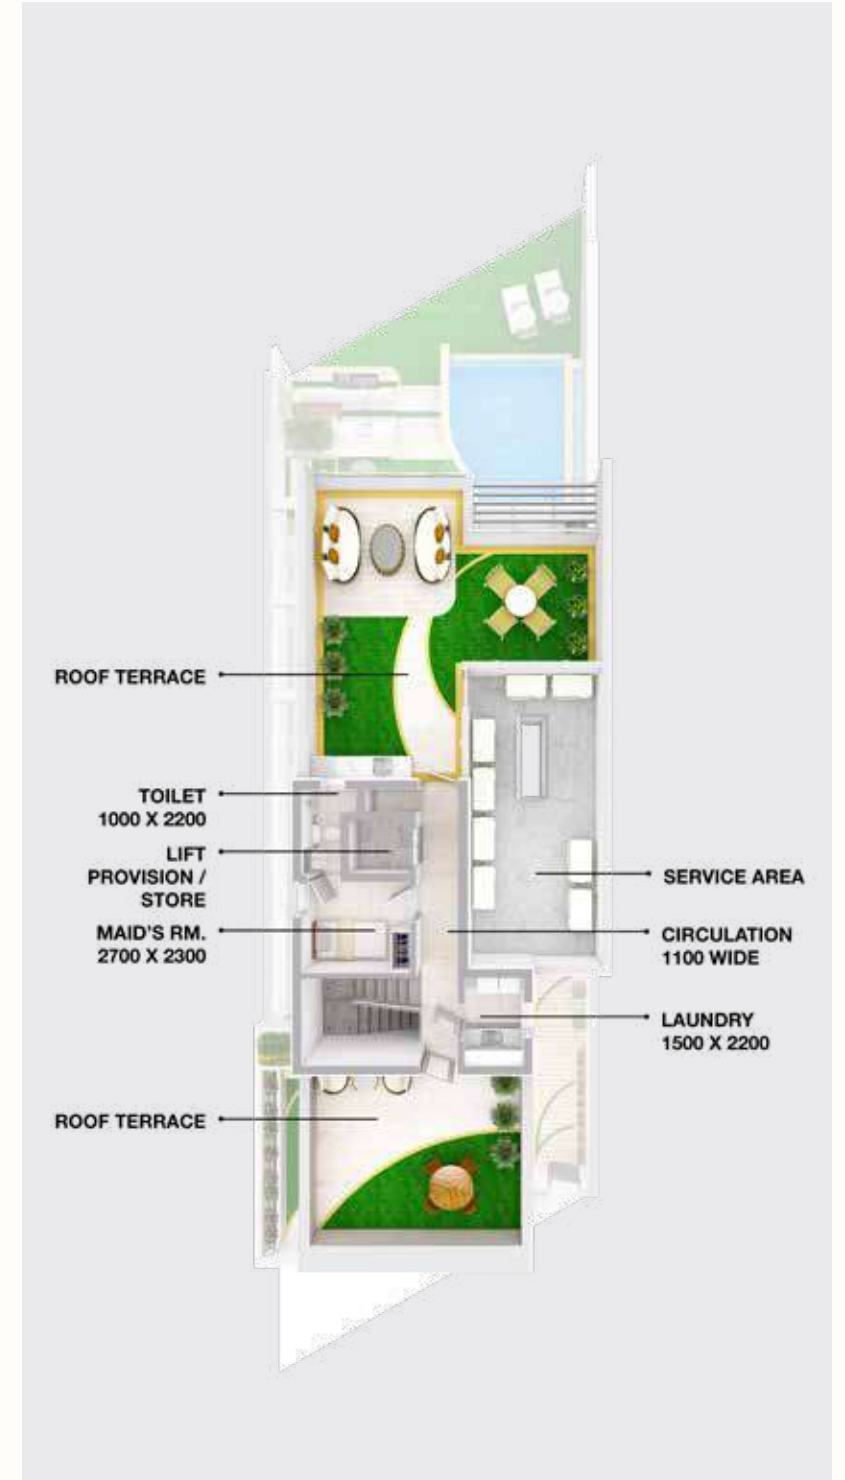 ROOF TERRACE
TOILET
1000 X 2200
LIFT
PROVISION /
STORE
MAID'S RM.
2700 X 2300
SERVICE AREA
CIRCULATION
1100 WIDE
LAUNDRY
1500 X 2200
ROOF TERRACE